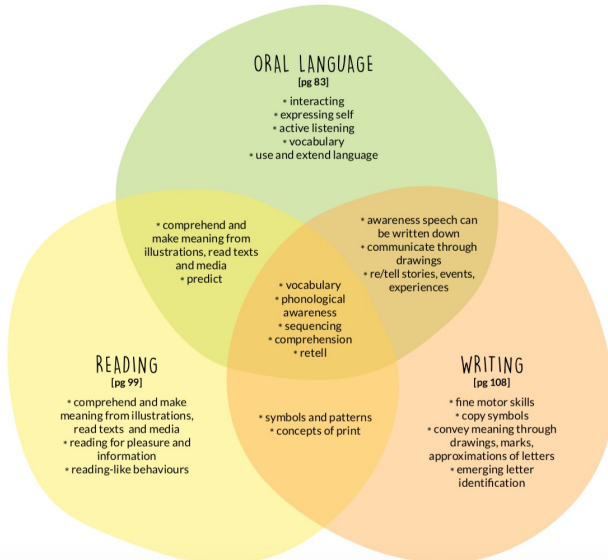 ORAL LANGUAGE
[pg 83]
* interacting
* expressing self
* active listening
* vocabulary
* use and extend language
* comprehend and
make meaning from
illustrations, read texts
and media
* predict
* awareness speech can
be written down
* communicate through
drawings
* re/tell stories, events,
experiences
* vocabulary
* phonological
awareness
* sequencing
* comprehension
* retell
READING
[pg 99]
* comprehend and make
meaning from illustrations,
read texts and media
* reading for pleasure and
information
* reading-like behaviours
* symbols and patterns
* concepts of print
WRITING
[pg 108]
* fine motor skills
* copy symbols
* convey meaning through
drawings, marks,
approximations of letters
* emerging letter
identification